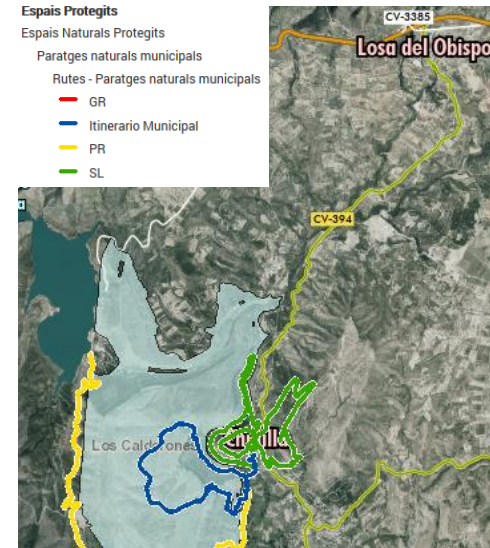 Espais Protegits
Espais Naturals Protegits
Paratges naturals municipals
Rutes - Paratges naturals municipals
GR
Itinerario Municipal
PR
SL
CV-3385
Losa del Obispo
CV-394
Los Calderones